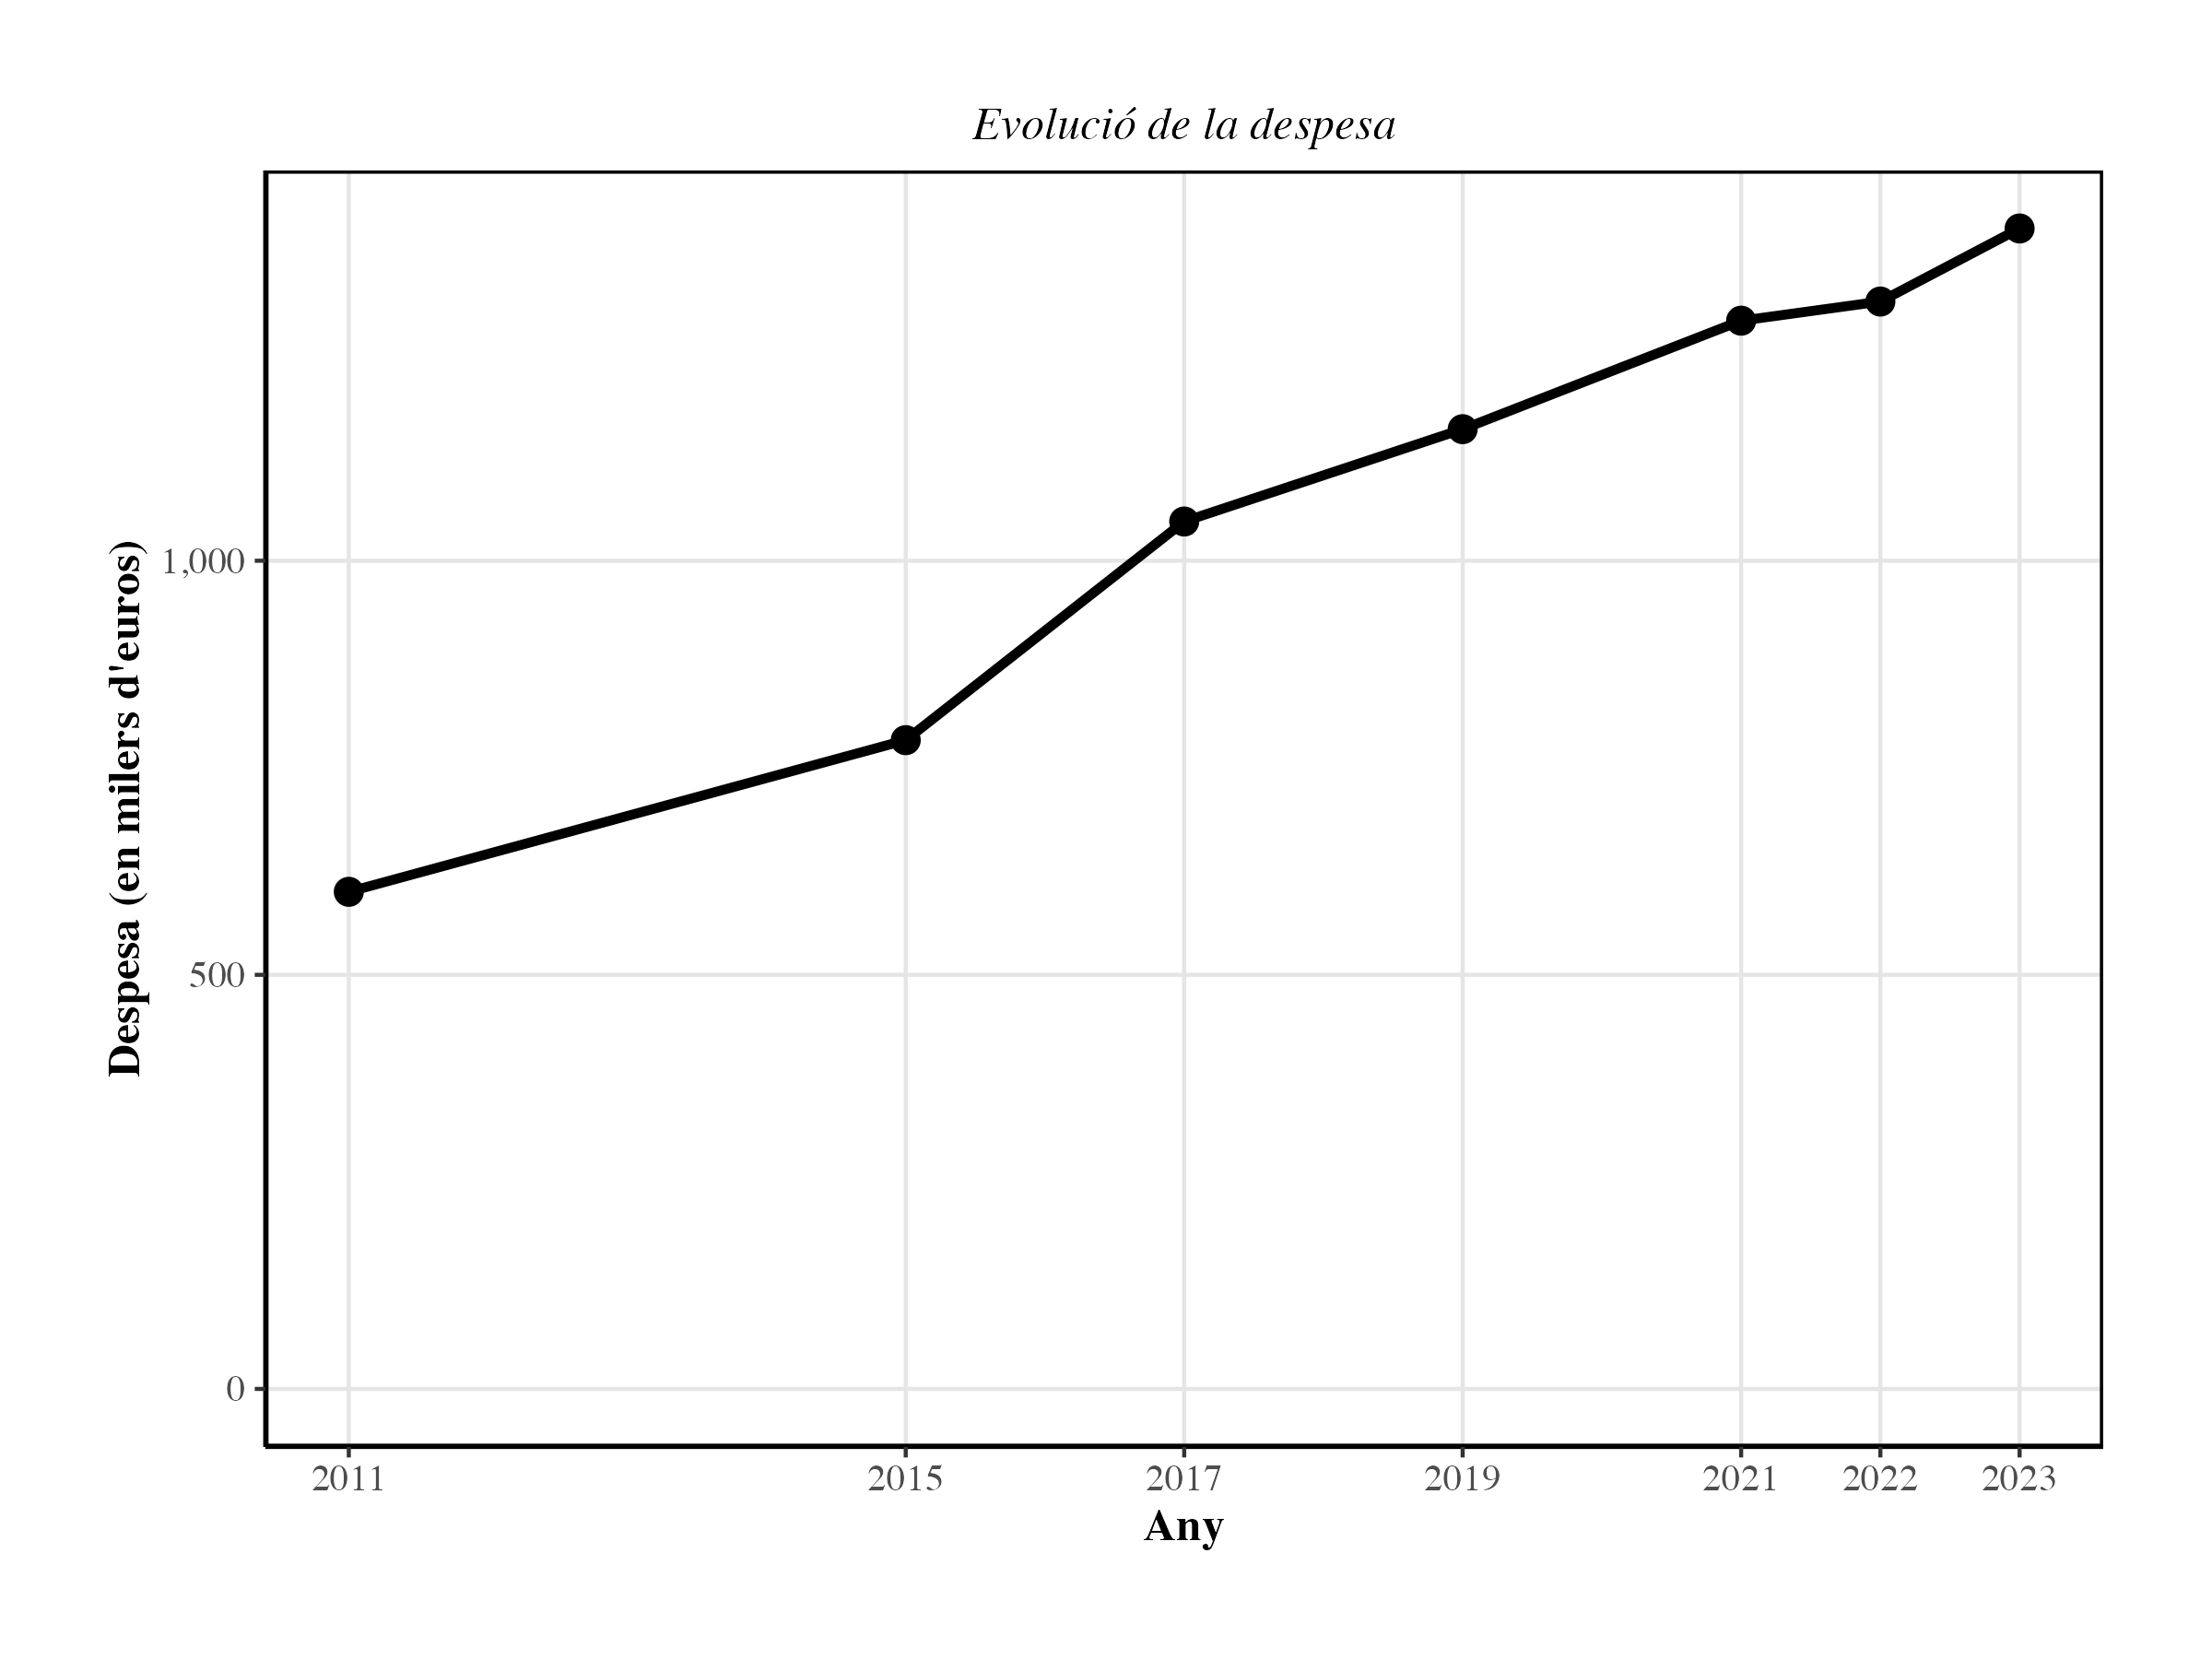 Evolució de la despesa
Despesa (en milers d'euros)
1,000
500
0
2011 2015 2017 2019 2021 2022 2023
Any